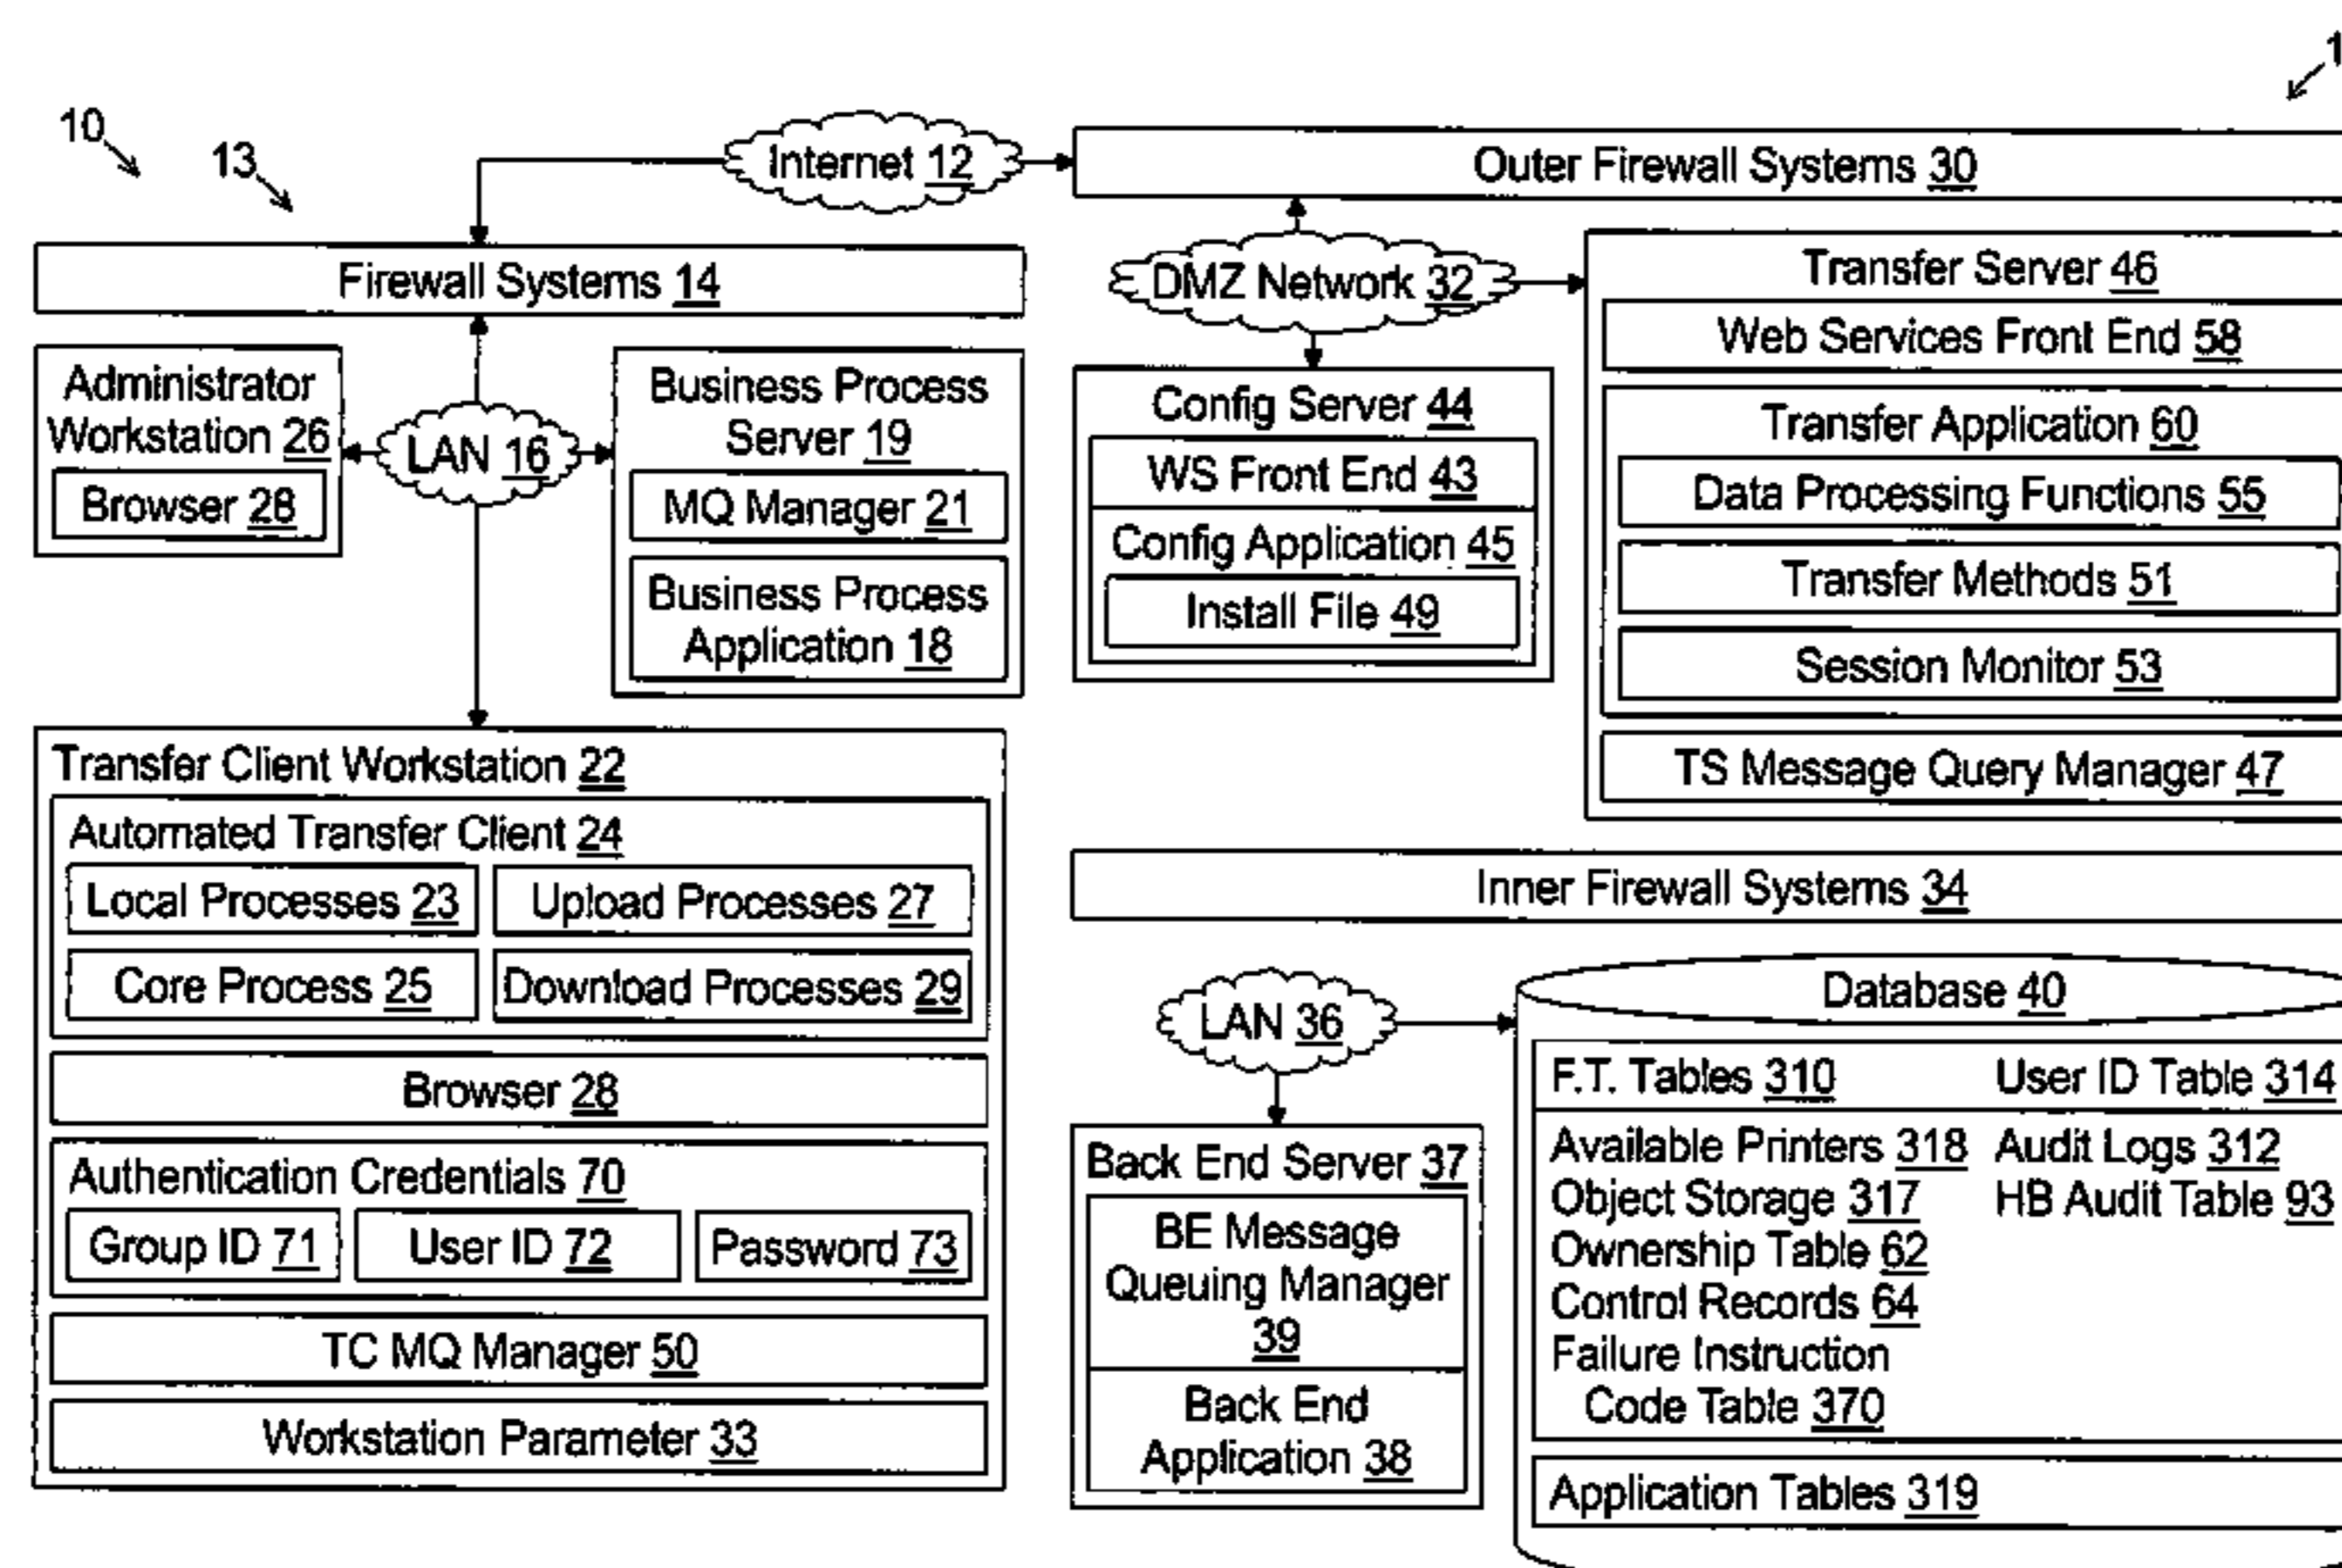 10
13
1
Internet 12
Outer Firewall Systems 30
Firewall Systems 14
Administrator
Workstation 26
Browser 28
LAN 16
Business Process
Server 19
MQ Manager 21
Business Process
Application 18
DMZ Network 32
Config Server 44
WS Front End 43
Config Application 45
Install File 49
Transfer Server 46
Web Services Front End 58
Transfer Application 60
Data Processing Functions 55
Transfer Methods 51
Session Monitor 53
TS Message Query Manager 47
Transfer Client Workstation 22
Automated Transfer Client 24
Local Processes 23
Upload Processes 27
Core Process 25
Download Processes 29
Browser 28
Authentication Credentials 70
Group ID 71
User ID 72
Password 73
TC MQ Manager 50
Workstation Parameter 33
Inner Firewall Systems 34
LAN 36
Back End Server 37
BE Message
Queuing Manager
39
Back End
Application 38
Database 40
F.T. Tables 310
User ID Table 314
Available Printers 318
Audit Logs 312
Object Storage 317
HB Audit Table 93
Ownership Table 62
Control Records 64
Failure Instruction
Code Table 370
Application Tables 319